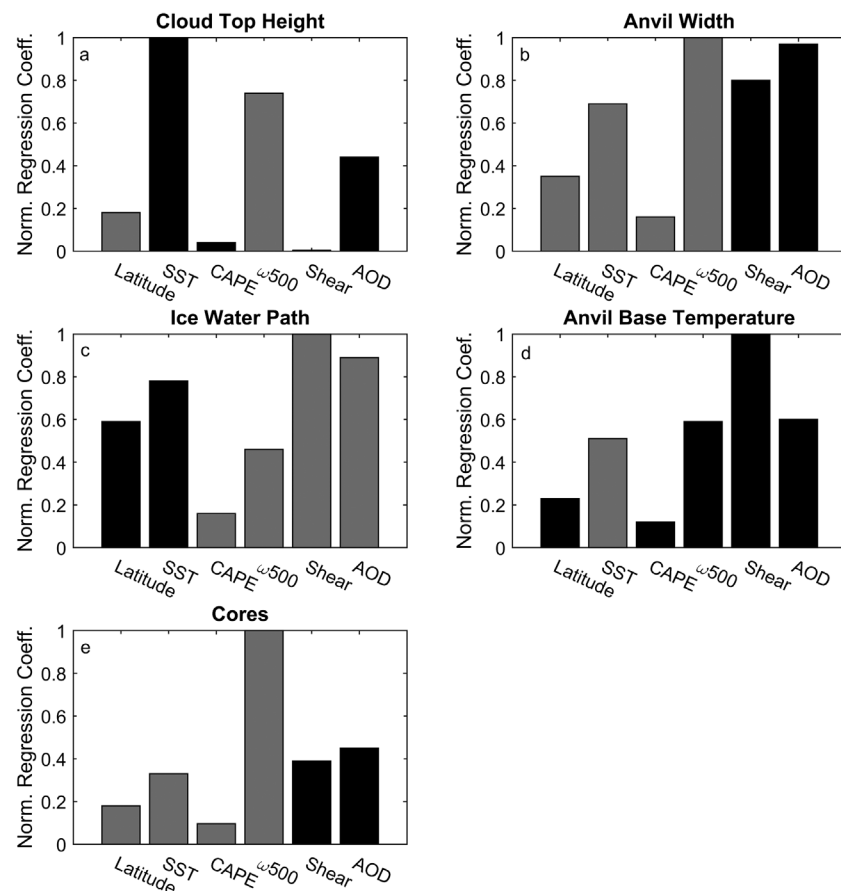 Cloud Top Height
a
Norm. Regression Coeff.
1
0.8
0.6
0.4
0.2
0
Latitude
SST
CAPE
ω500
Shear
AOD
Anvil Width
b
Norm. Regression Coeff.
1
0.8
0.6
0.4
0.2
0
Latitude
SST
CAPE
ω500
Shear
AOD
Ice Water Path
c
Norm. Regression Coeff.
1
0.8
0.6
0.4
0.2
0
Latitude
SST
CAPE
ω500
Shear
AOD
Anvil Base Temperature
d
Norm. Regression Coef.
1
0.8
0.6
0.4
0.2
0
Latitude
SST
CAPE
ω500
Shear
AOD
Cores
e
Norm. Regression Coeff.
1
0.8
0.6
0.4
0.2
0
Latitude
SST
CAPE
ω500
Shear
AOD